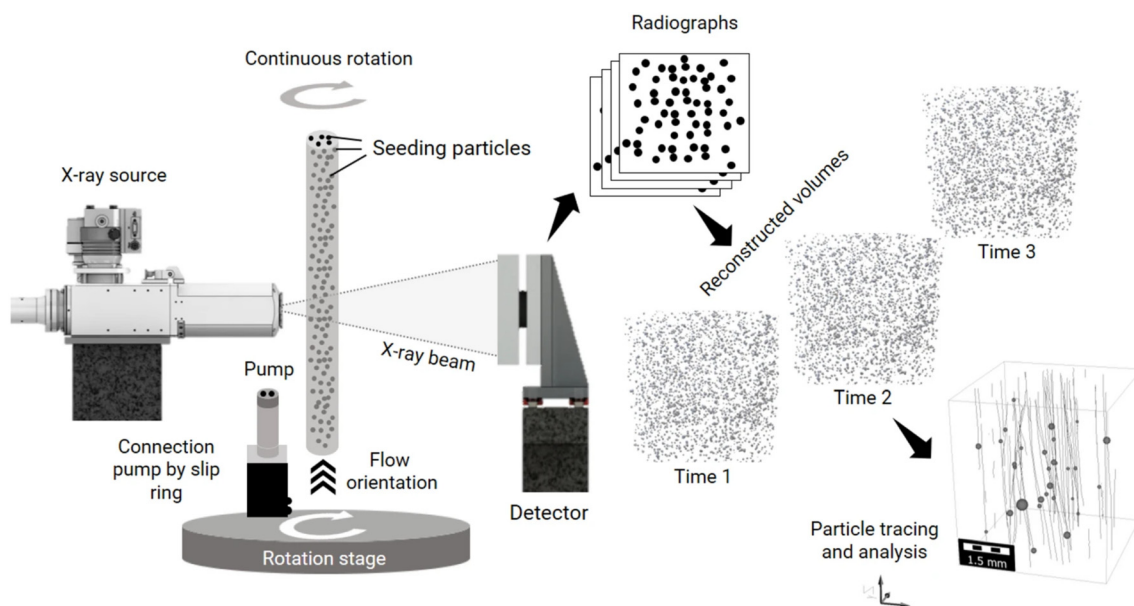 Radiographs
Continuous rotation
Seeding particles
X-ray source
Reconstructed volumes
Time 3
X-ray beam
Time 2
Pump
Connection
pump by slip
ring
Flow
orientation
Time 1
Detector
Rotation stage
Particle tracing
and analysis
1.5 mm